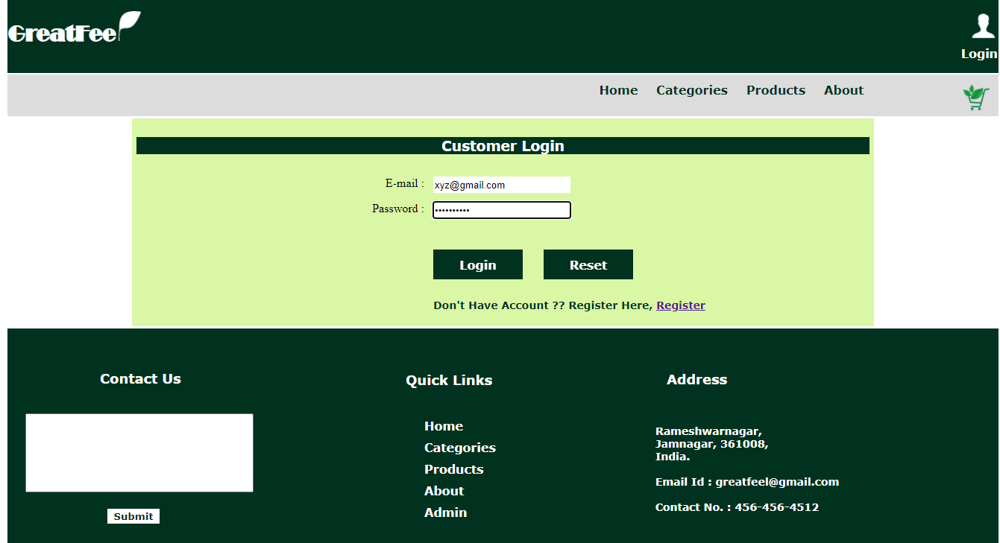 GreatFeel
Login
Home Categories Products About
Customer Login
E-mail : xyz@gmail.com
Password : ••••••••••
Login Reset
Don't Have Account ?? Register Here, Register
Contact Us
Submit
Quick Links
Home
Categories
Products
About
Admin
Address
Rameshwarnagar,
Jamnagar, 361008,
India.
Email Id : greatfeel@gmail.com
Contact No. : 456-456-4512